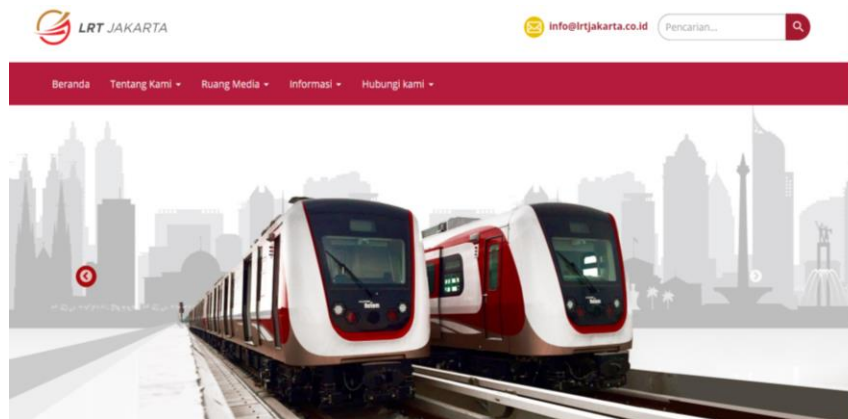 LRT JAKARTA
info@lrtjakarta.co.id
Pencarian...
Beranda Tentang Kami Ruang Media Informasi Hubungi kami